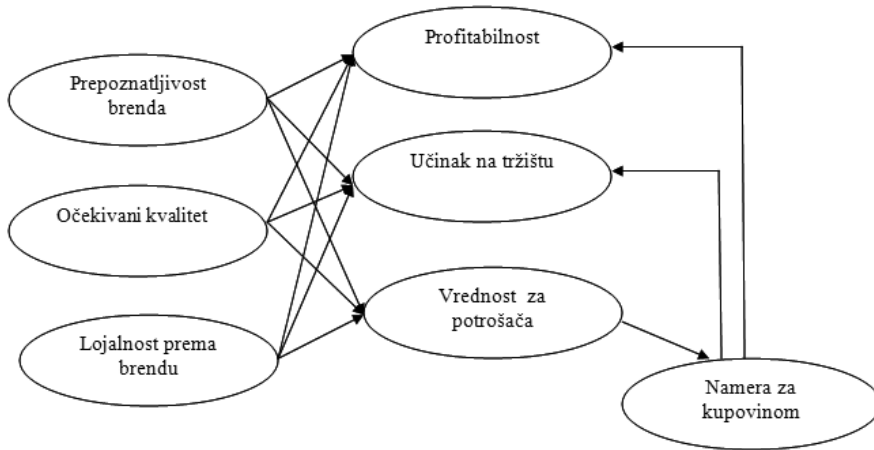 Profitabilnost
Prepoznatljivost
brenda
Učinak na tržištu
Očekivani kvalitet
Vrednost za
potrošača
Lojalnost prema
brendu
Namera za
kupovinom